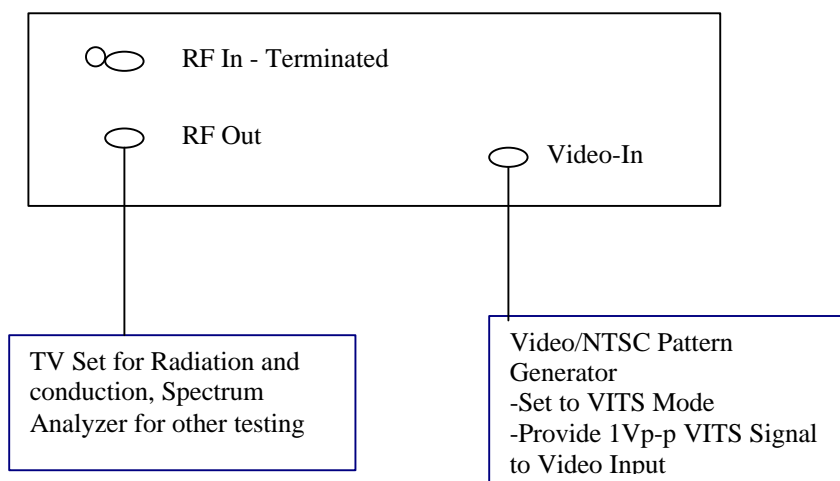 RF In - Terminated
RF Out
Video-In
TV Set for Radiation and
conduction, Spectrum
Analyzer for other testing
Video/NTSC Pattern
Generator
-Set to VITS Mode
-Provide 1Vp-p VITS Signal
to Video Input